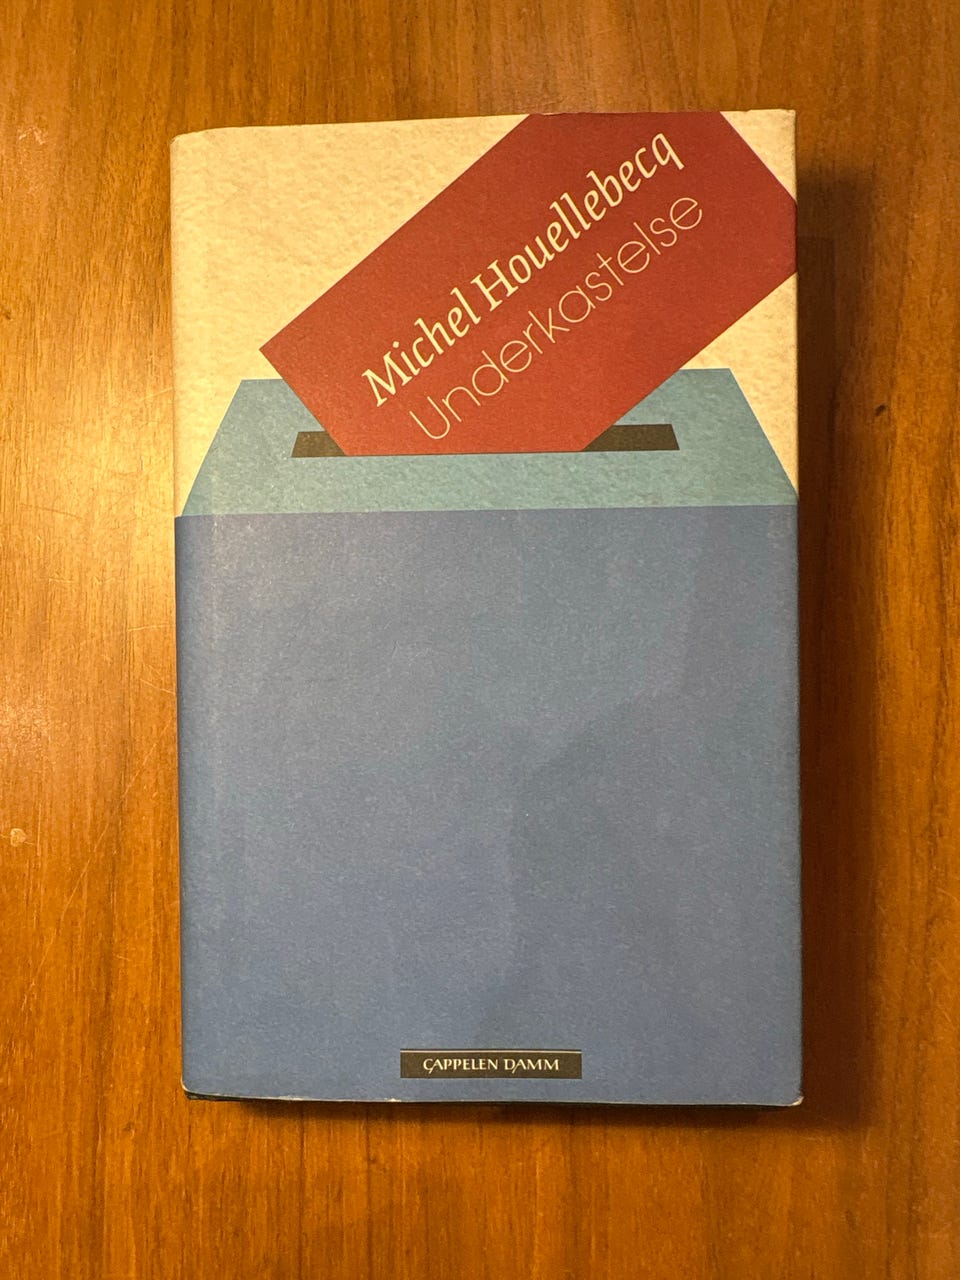 Michel Houellebecq
Underkastelse
CAPPELEN DAMM